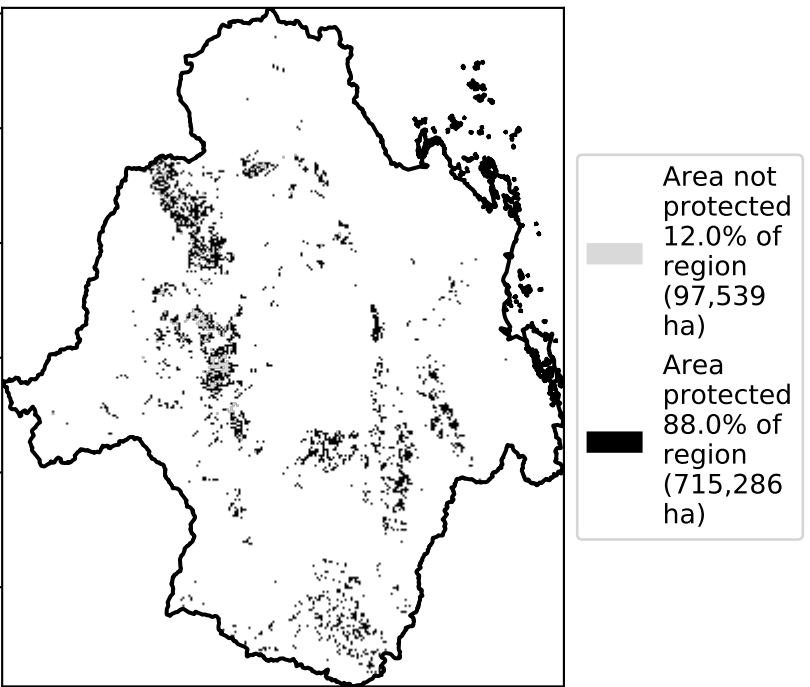 Area not
protected
12.0% of
region
(97,539
ha)
Area
protected
88.0% of
region
(715,286
ha)